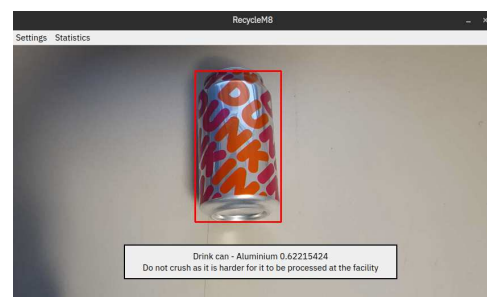 RecycleM8
Settings Statistics
DUNKIN
Drink can - Aluminium 0.62215424
Do not crush as it is harder for it to be processed at the facility